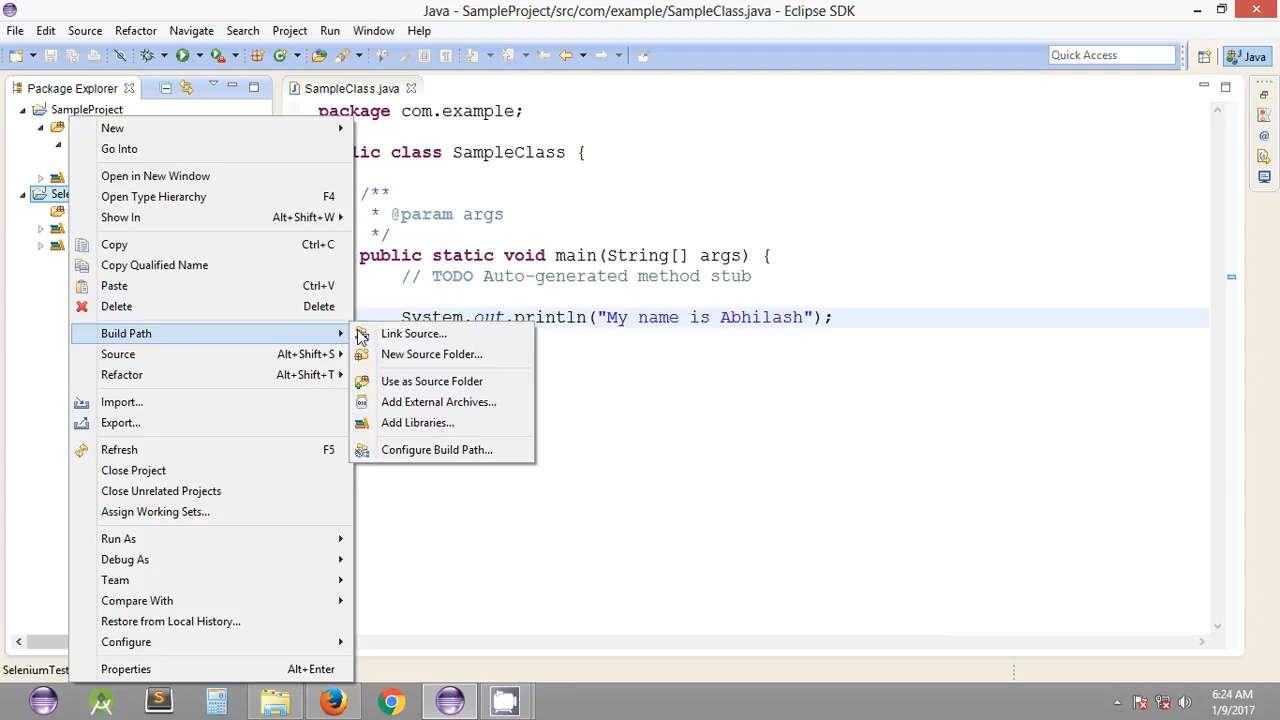 Java - SampleProject/src/com/example/SampleClass.java - Eclipse SDK
File Edit Source Refactor Navigate Search Project Run Window Help
Quick Access
Java
Package Explorer
SampleClass.java
SampleProject
package com.example;
New
lic class SampleClass {
Go Into
Open in New Window
Open Type Hierarchy F4
/**
Show In Alt+Shift+W
* @param args
*/
Copy Ctrl+C
public static void main(String[] args) {
Copy Qualified Name
// TODO Auto-generated method stub
Paste Ctrl+V
Delete Delete
System.out.println("My name is Abhilash");
Build Path
Source Alt+Shift+S
Refactor Alt+Shift+T
Import...
Export...
Refresh F5
Close Project
Close Unrelated Projects
Assign Working Sets...
Run As
Debug As
Team
Compare With
Restore from Local History...
Configure
Properties Alt+Enter
Link Source...
New Source Folder...
Use as Source Folder
Add External Archives...
Add Libraries...
Configure Build Path...
Sele
SeleniumTest
6:24 AM
1/9/2017